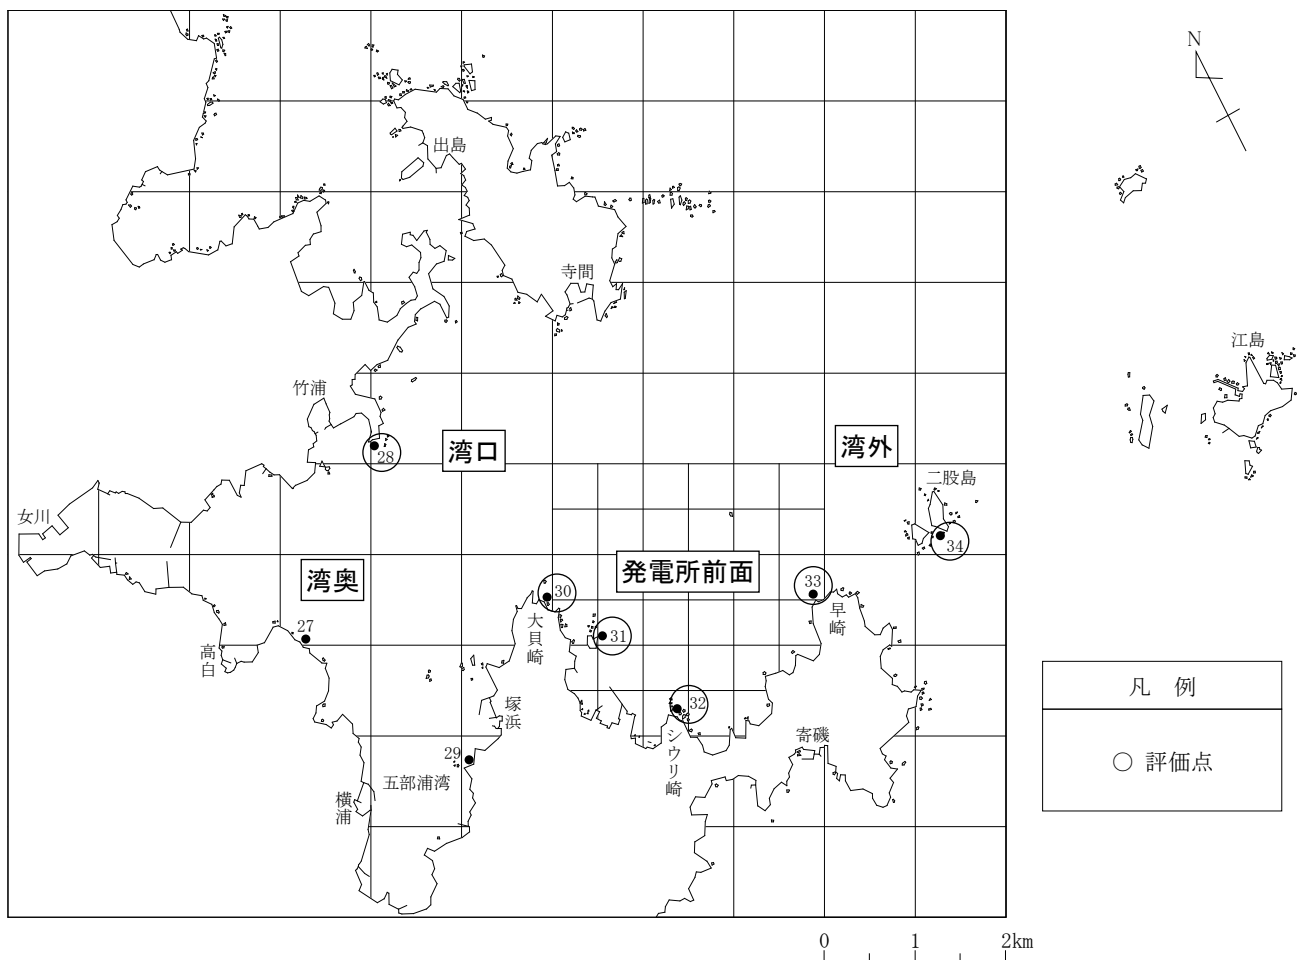 N
出島
寺間
江島
竹浦
湾口
湾外
28
二股島
女川
34
湾奥
発電所前面
30
33
27
31
大貝崎
早崎
高白
凡 例
塚浜
32
シウリ崎
寄磯
29
○ 評価点
五部浦湾
横浦
0 1 2km